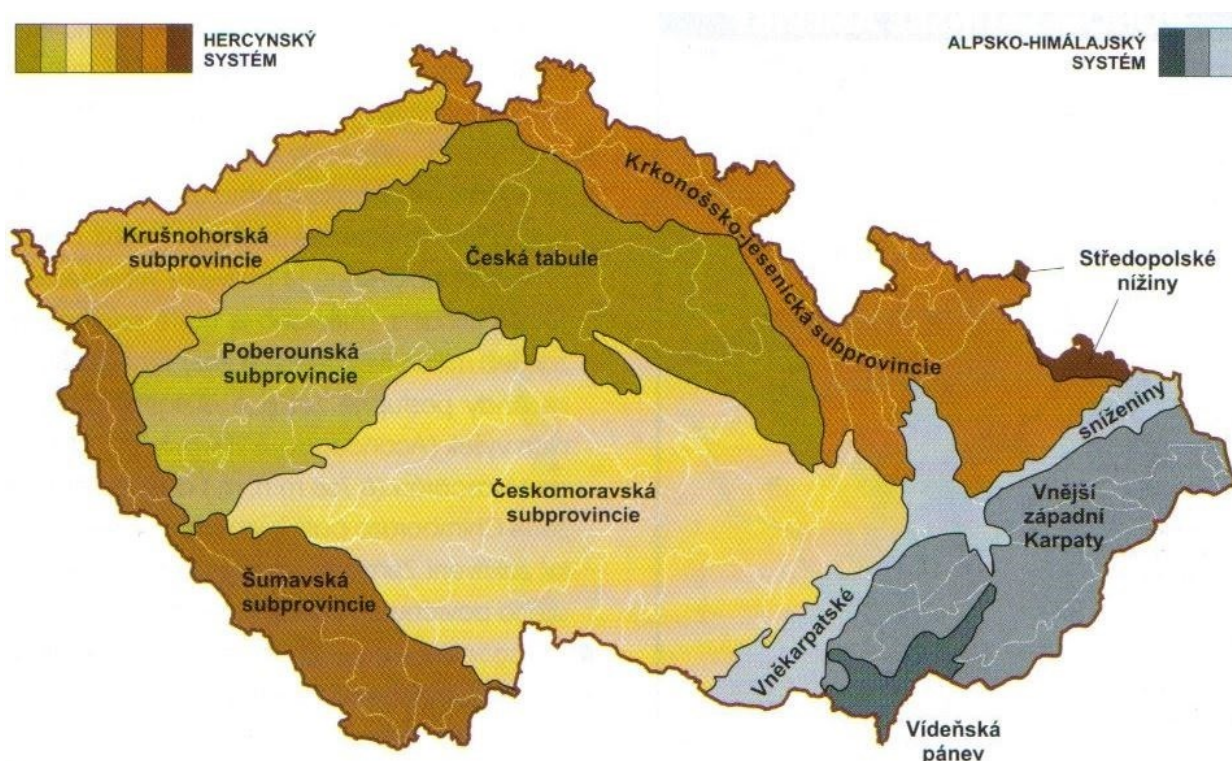 HERCYNSKÝ
SYSTÉM
ALPSKO-HIMÁLAJSKÝ
SYSTÉM
Krkonošsko-jesenická subprovincie
Krušnohorská
subprovincie
Česká tabule
Středopolské
nížiny
Poberounská
subprovincie
sníženiny
Českomoravská
subprovincie
Vnější
západní
Karpaty
Šumavská
subprovincie
Vněkarpatské
Vídeňská
pánev